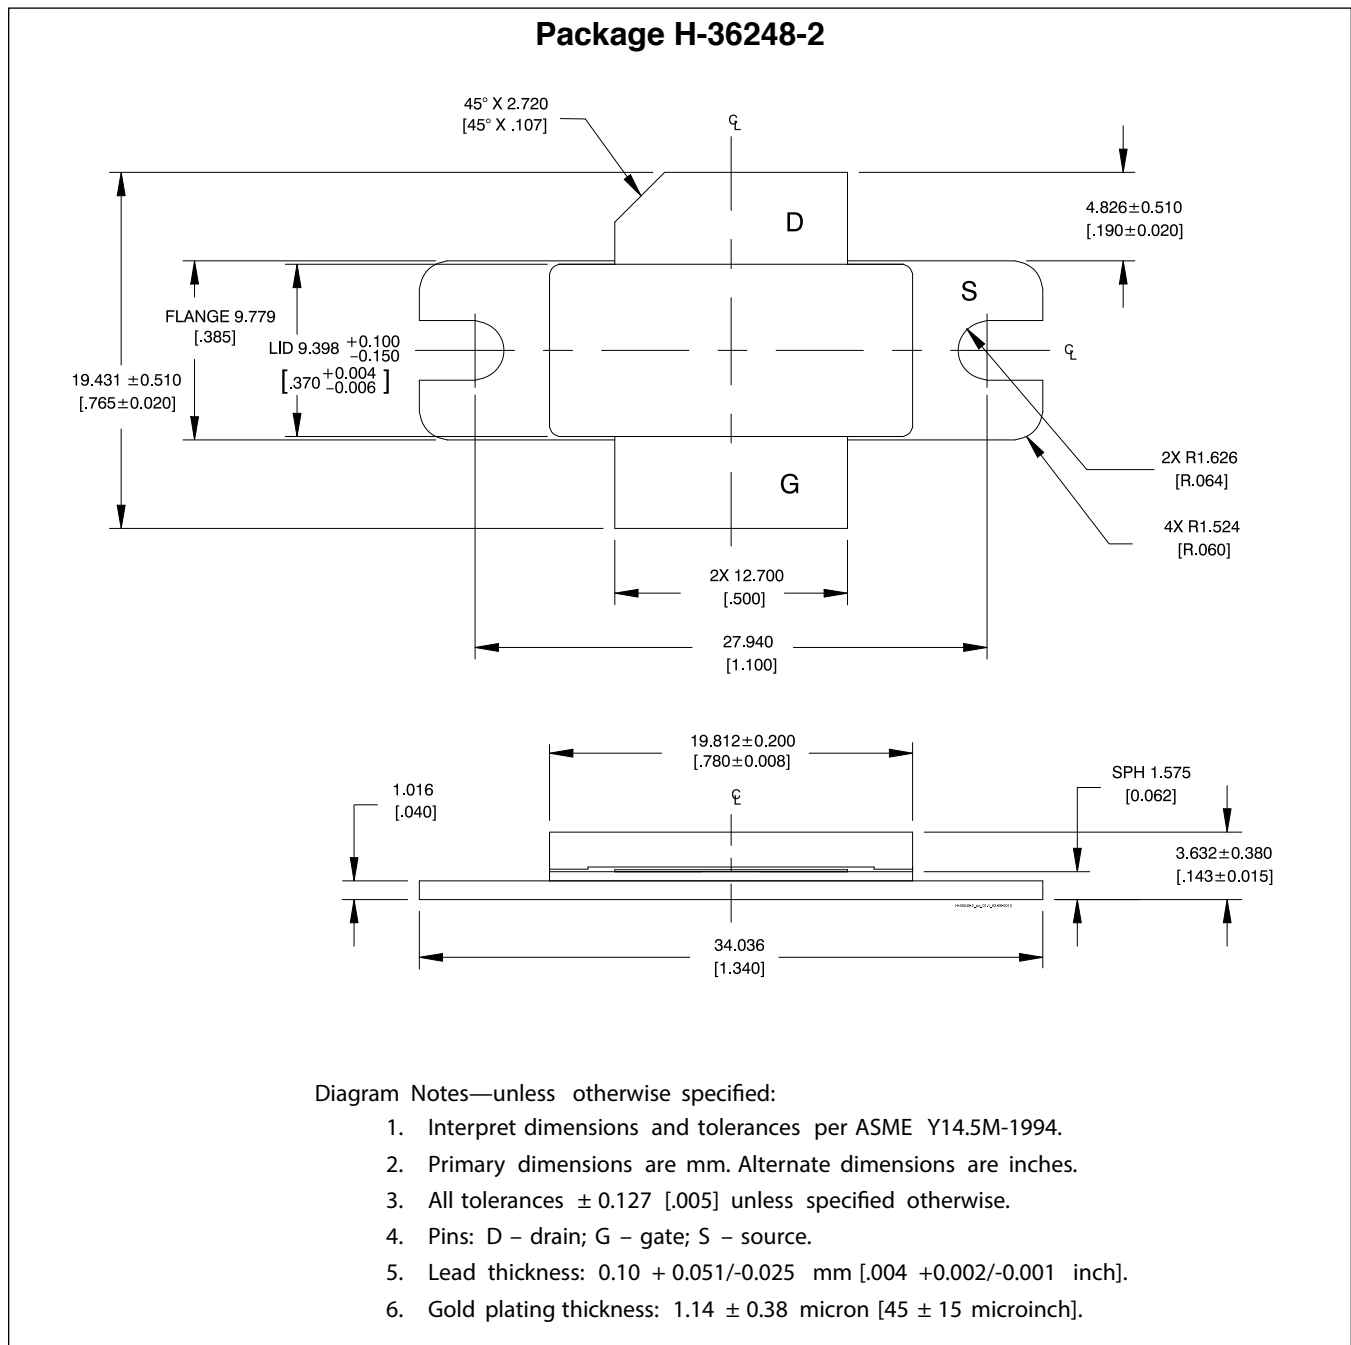 Package H-36248-2
45° X 2.720
[45° X .107]
C
L
4.826±0.510
[.190±0.020]
D
S
FLANGE 9.779
[.385]
LID 9.398 +0.100
−0.150
[.370 +0.004
−0.006 ]
C
L
19.431 ±0.510
[.765±0.020]
2X R1.626
[R.064]
G
4X R1.524
[R.060]
2X 12.700
[.500]
27.940
[1.100]
19.812±0.200
[.780±0.008]
SPH 1.575
[0.062]
1.016
[.040]
C
L
3.632±0.380
[.143±0.015]
34.036
[1.340]
Diagram Notes—unless otherwise specified:
1. Interpret dimensions and tolerances per ASME Y14.5M-1994.
2. Primary dimensions are mm. Alternate dimensions are inches.
3. All tolerances ± 0.127 [.005] unless specified otherwise.
4. Pins: D – drain; G – gate; S – source.
5. Lead thickness: 0.10 + 0.051/-0.025 mm [.004 +0.002/-0.001 inch].
6. Gold plating thickness: 1.14 ± 0.38 micron [45 ± 15 microinch].